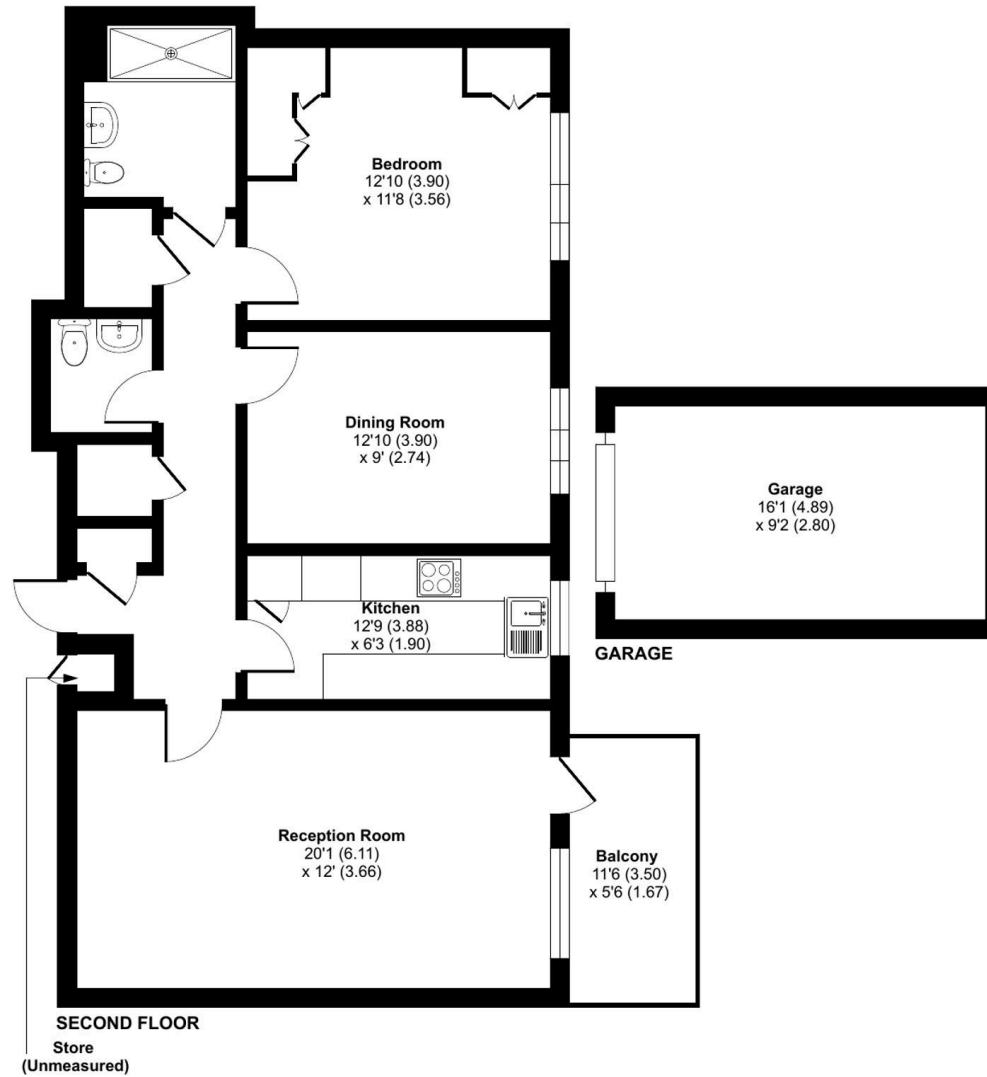 Bedroom
12'10 (3.90)
x 11'8 (3.56)
Dining Room
12'10 (3.90)
x 9' (2.74)
Garage
16'1 (4.89)
x 9'2 (2.80)
Kitchen
12'9 (3.88)
x 6'3 (1.90)
GARAGE
Reception Room
20'1 (6.11)
x 12' (3.66)
Balcony
11'6 (3.50)
x 5'6 (1.67)
SECOND FLOOR
Store
(Unmeasured)